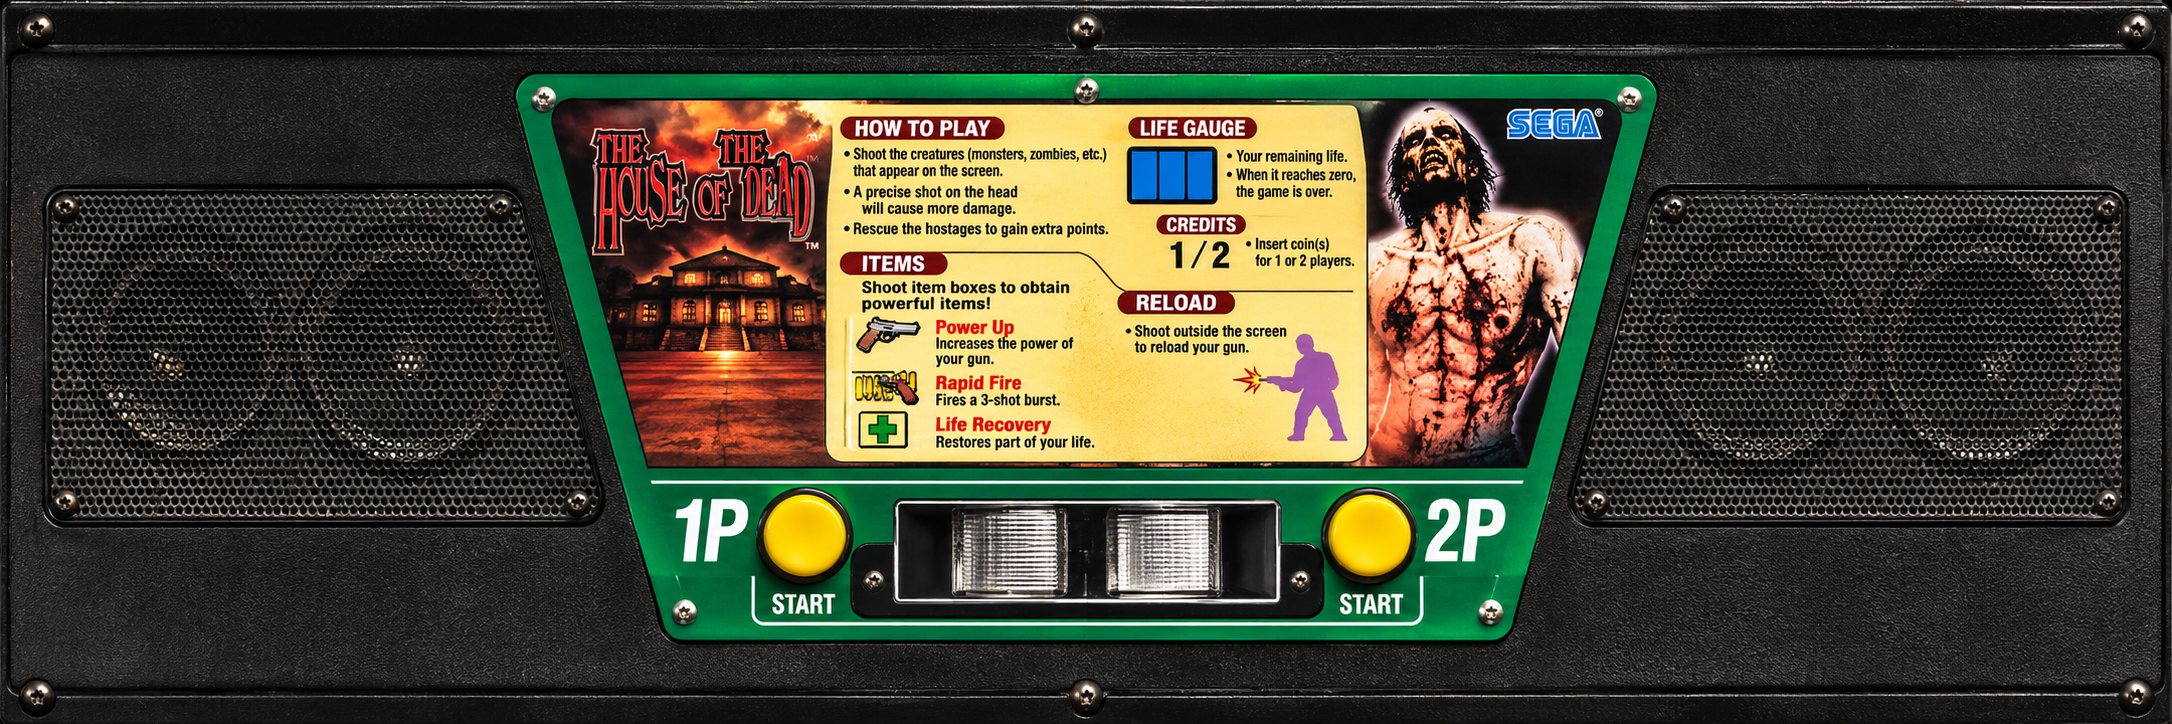 THE HOUSE OF THE DEAD™
HOW TO PLAY
• Shoot the creatures (monsters, zombies, etc.)
that appear on the screen.
• A precise shot on the head
will cause more damage.
• Rescue the hostages to gain extra points.
ITEMS
Shoot item boxes to obtain
powerful items!
Power Up
Increases the power of
your gun.
Rapid Fire
Fires a 3-shot burst.
Life Recovery
Restores part of your life.
LIFE GAUGE
• Your remaining life.
• When it reaches zero,
the game is over.
CREDITS
1/2
• Insert coin(s)
for 1 or 2 players.
RELOAD
• Shoot outside the screen
to reload your gun.
SEGA®
1P
START
2P
START